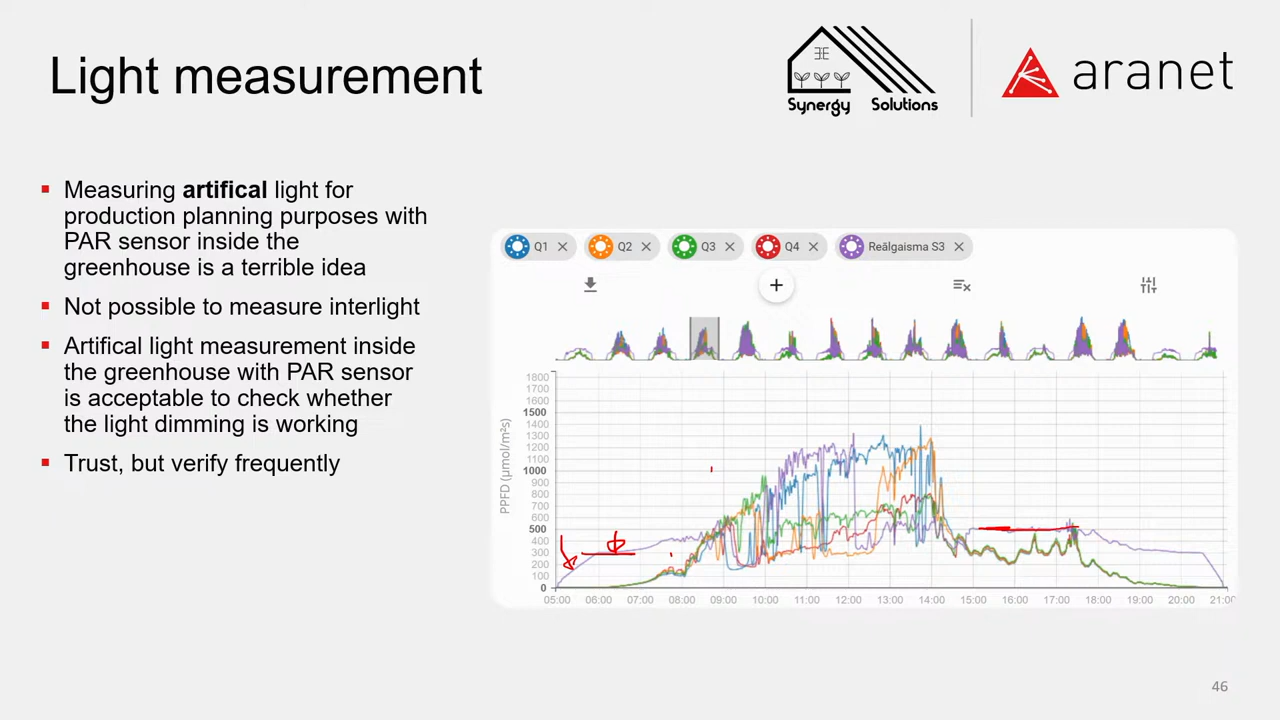 Light measurement
Synergy Solutions
aranet
Measuring artifical light for
production planning purposes with
PAR sensor inside the
greenhouse is a terrible idea
Not possible to measure interlight
Artifical light measurement inside
the greenhouse with PAR sensor
is acceptable to check whether
the light dimming is working
Trust, but verify frequently
Q1 Q2 Q3 Q4 Reālgaisma S3
PPFD (µmol/m²s)
1800
1700
1600
1500
1400
1300
1200
1100
1000
900
800
700
600
500
400
300
200
100
0
05:00 06:00 07:00 08:00 09:00 10:00 11:00 12:00 13:00 14:00 15:00 16:00 17:00 18:00 19:00 20:00 21:00
46